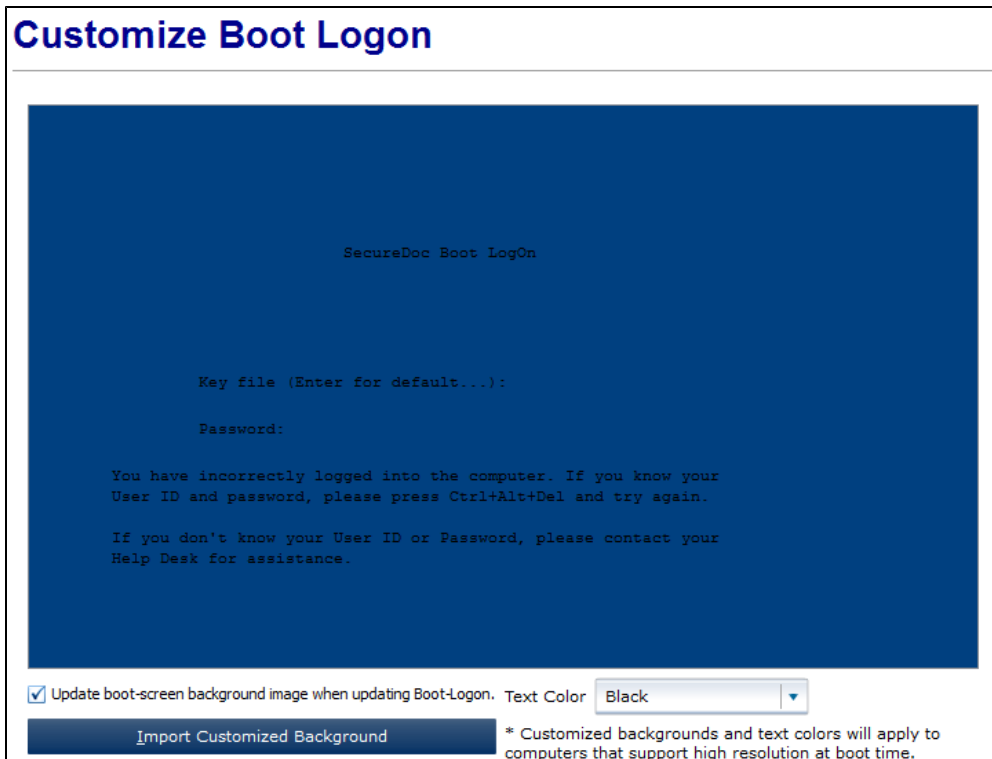 Customize Boot Logon
SecureDoc Boot LogOn
Key file (Enter for default...):
Password:
You have incorrectly logged into the computer. If you know your
User ID and password, please press Ctrl+Alt+Del and try again.
If you don't know your User ID or Password, please contact your
Help Desk for assistance.
Update boot-screen background image when updating Boot-Logon. Text Color Black
Import Customized Background
* Customized backgrounds and text colors will apply to
computers that support high resolution at boot time.